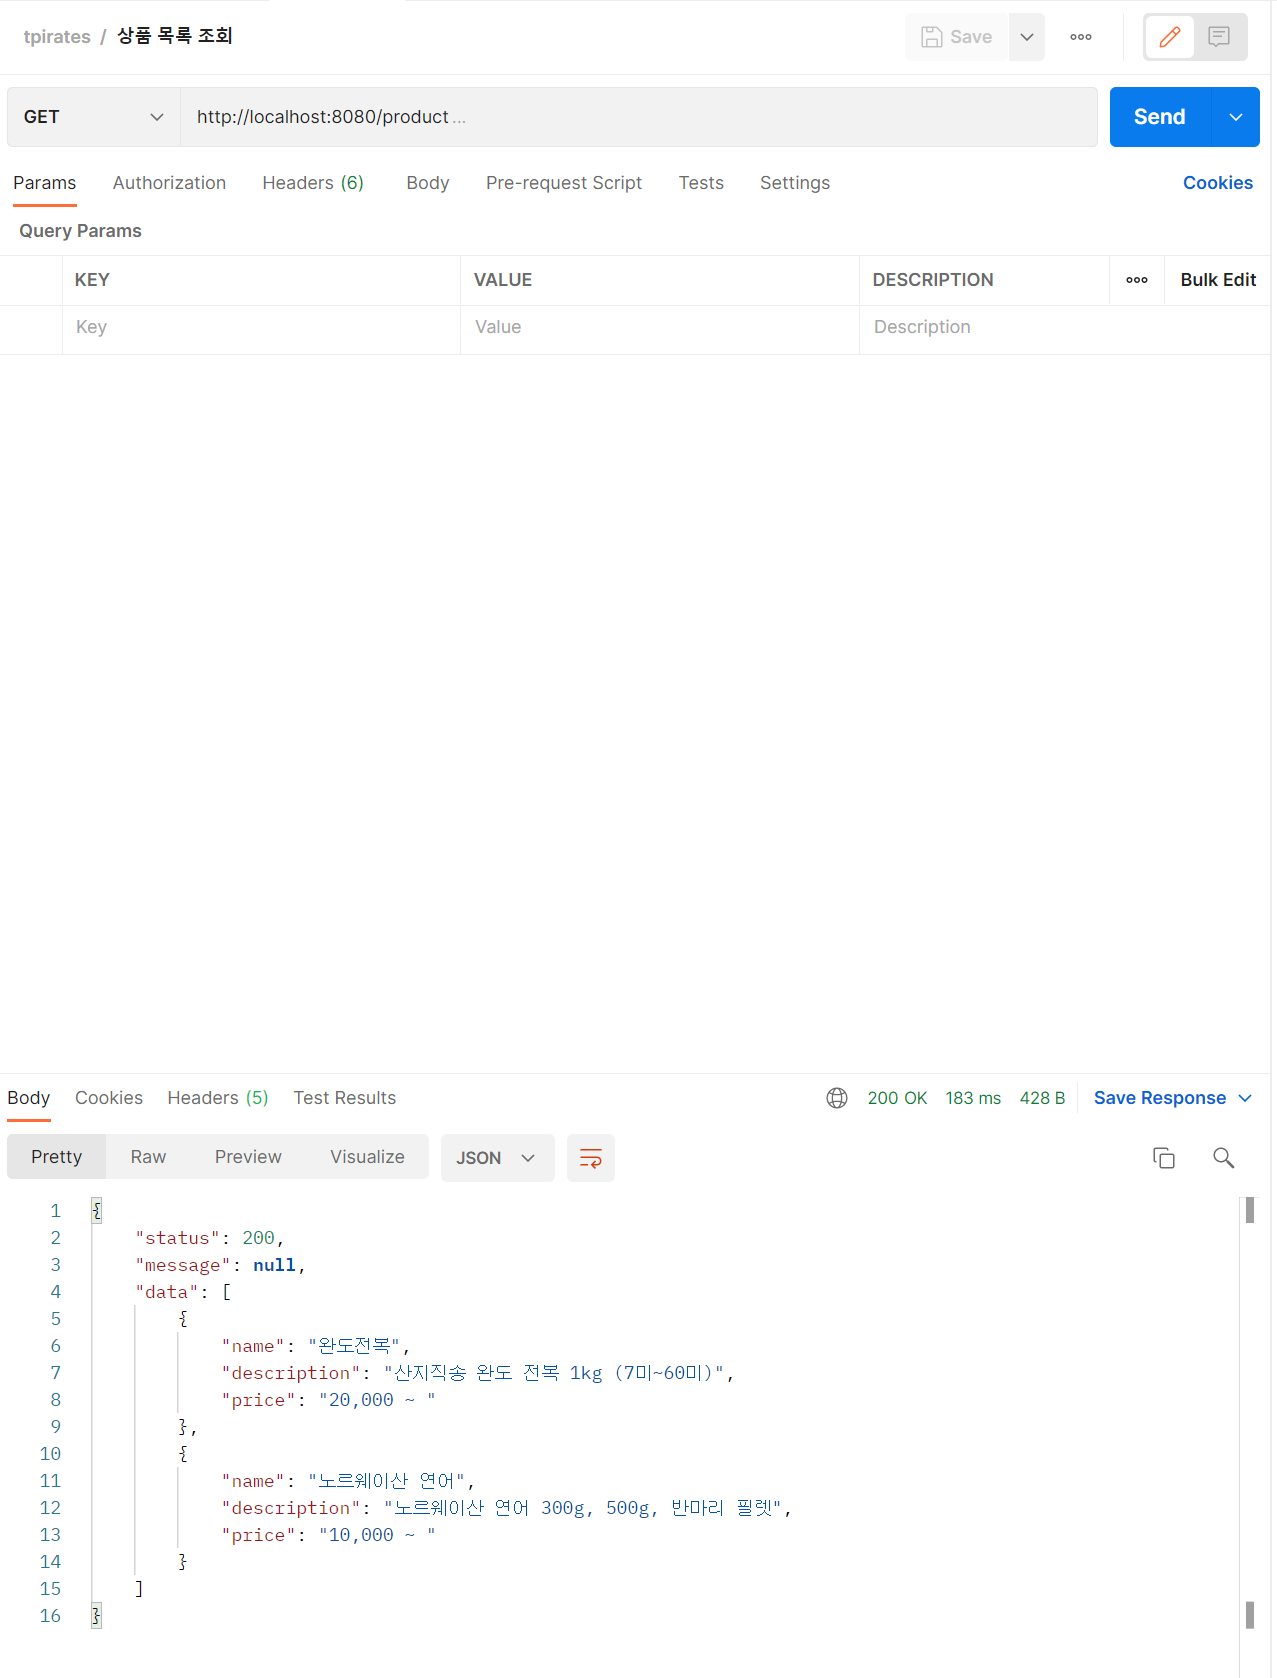 tpirates / 상품 목록 조회
Save
GET
http://localhost:8080/product ...
Send
Params Authorization Headers (6) Body Pre-request Script Tests Settings Cookies
Query Params
KEY VALUE DESCRIPTION ooo Bulk Edit
Key Value Description
Body Cookies Headers (5) Test Results 200 OK 183 ms 428 B Save Response
Pretty Raw Preview Visualize JSON
1 {
2 "status": 200,
3 "message": null,
4 "data": [
5 {
6 "name": "완도전복",
7 "description": "산지직송 완도 전복 1kg (7미~60미)",
8 "price": "20,000 ~ "
9 },
10 {
11 "name": "노르웨이산 연어",
12 "description": "노르웨이산 연어 300g, 500g, 반마리 필렛",
13 "price": "10,000 ~ "
14 }
15 ]
16 }